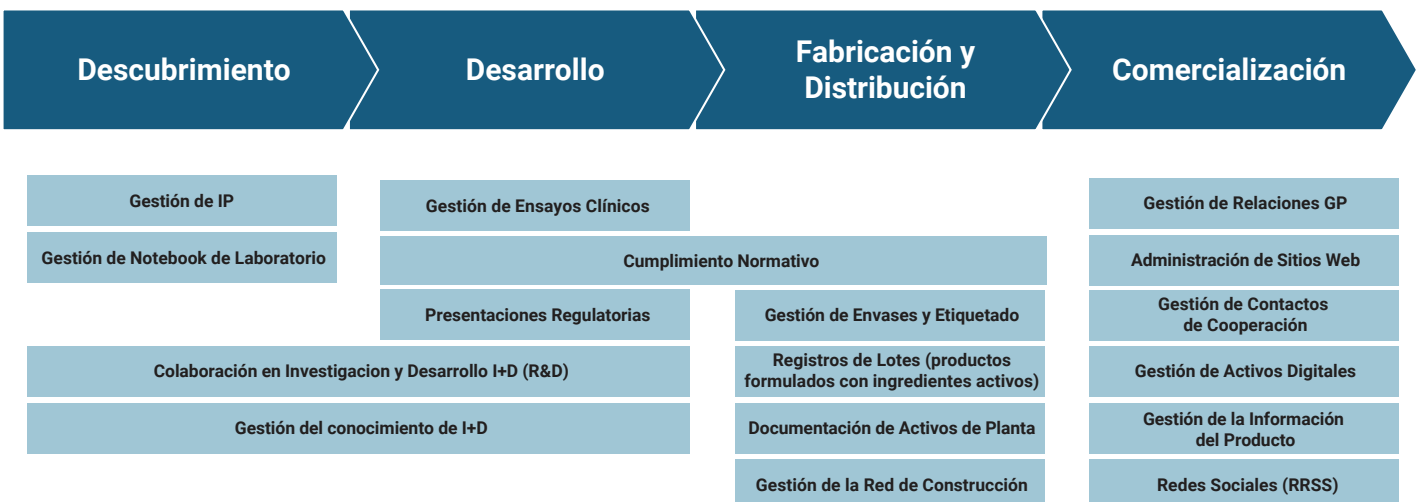 Descubrimiento
Desarrollo
Fabricación y
Distribución
Comercialización
Gestión de IP
Gestión de Notebook de Laboratorio
Gestión de Ensayos Clínicos
Cumplimiento Normativo
Presentaciones Regulatorias
Colaboración en Investigacion y Desarrollo I+D (R&D)
Gestión del conocimiento de I+D
Gestión de Envases y Etiquetado
Registros de Lotes (productos
formulados con ingredientes activos)
Documentación de Activos de Planta
Gestión de la Red de Construcción
Gestión de Relaciones GP
Administración de Sitios Web
Gestión de Contactos
de Cooperación
Gestión de Activos Digitales
Gestión de la Información
del Producto
Redes Sociales (RRSS)